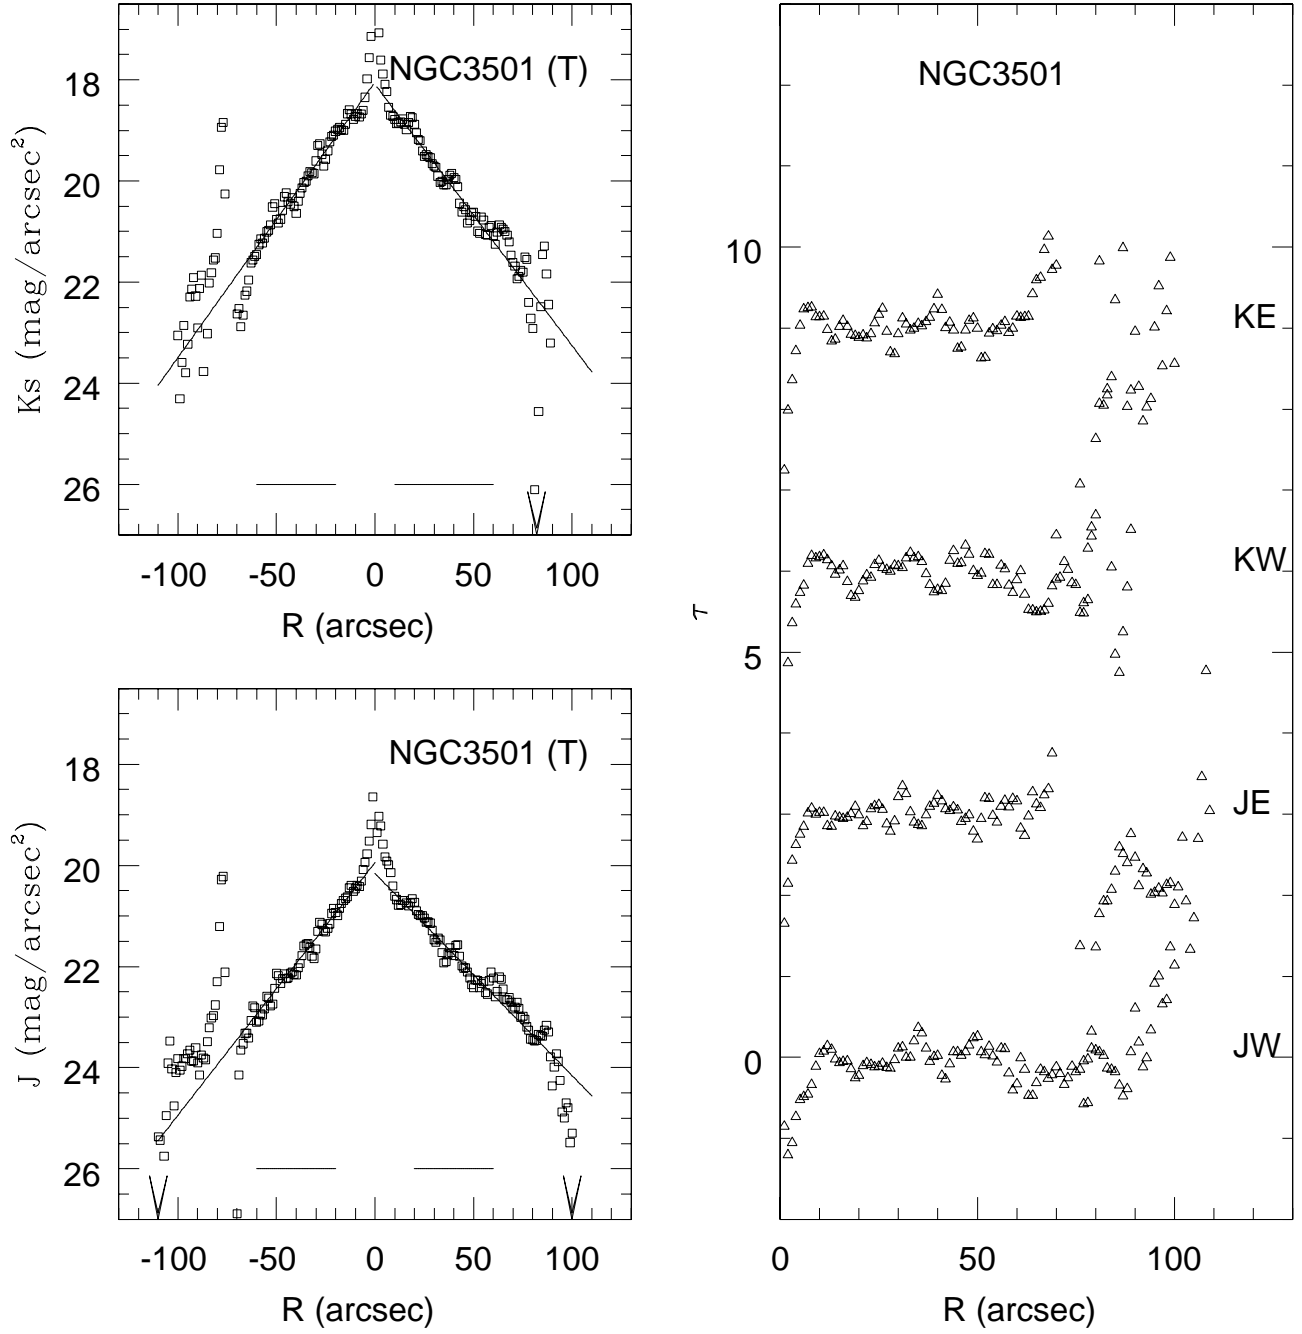 NGC3501 (T)
Ks (mag/arcsec²)
18
20
22
24
26
-100 -50 0 50 100
R (arcsec)
NGC3501 (T)
J (mag/arcsec²)
18
20
22
24
26
-100 -50 0 50 100
R (arcsec)
NGC3501
τ
10
5
0
KE
KW
JE
JW
0 50 100
R (arcsec)